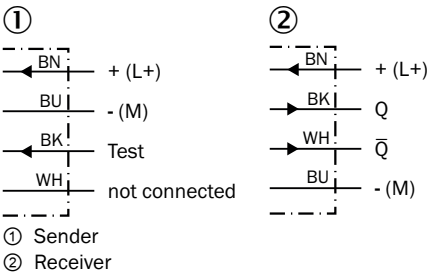 ① ②
BN + (L+)
BU - (M)
BK Test
WH not connected
BN + (L+)
BK Q
WH Q̅
BU - (M)
① Sender
② Receiver